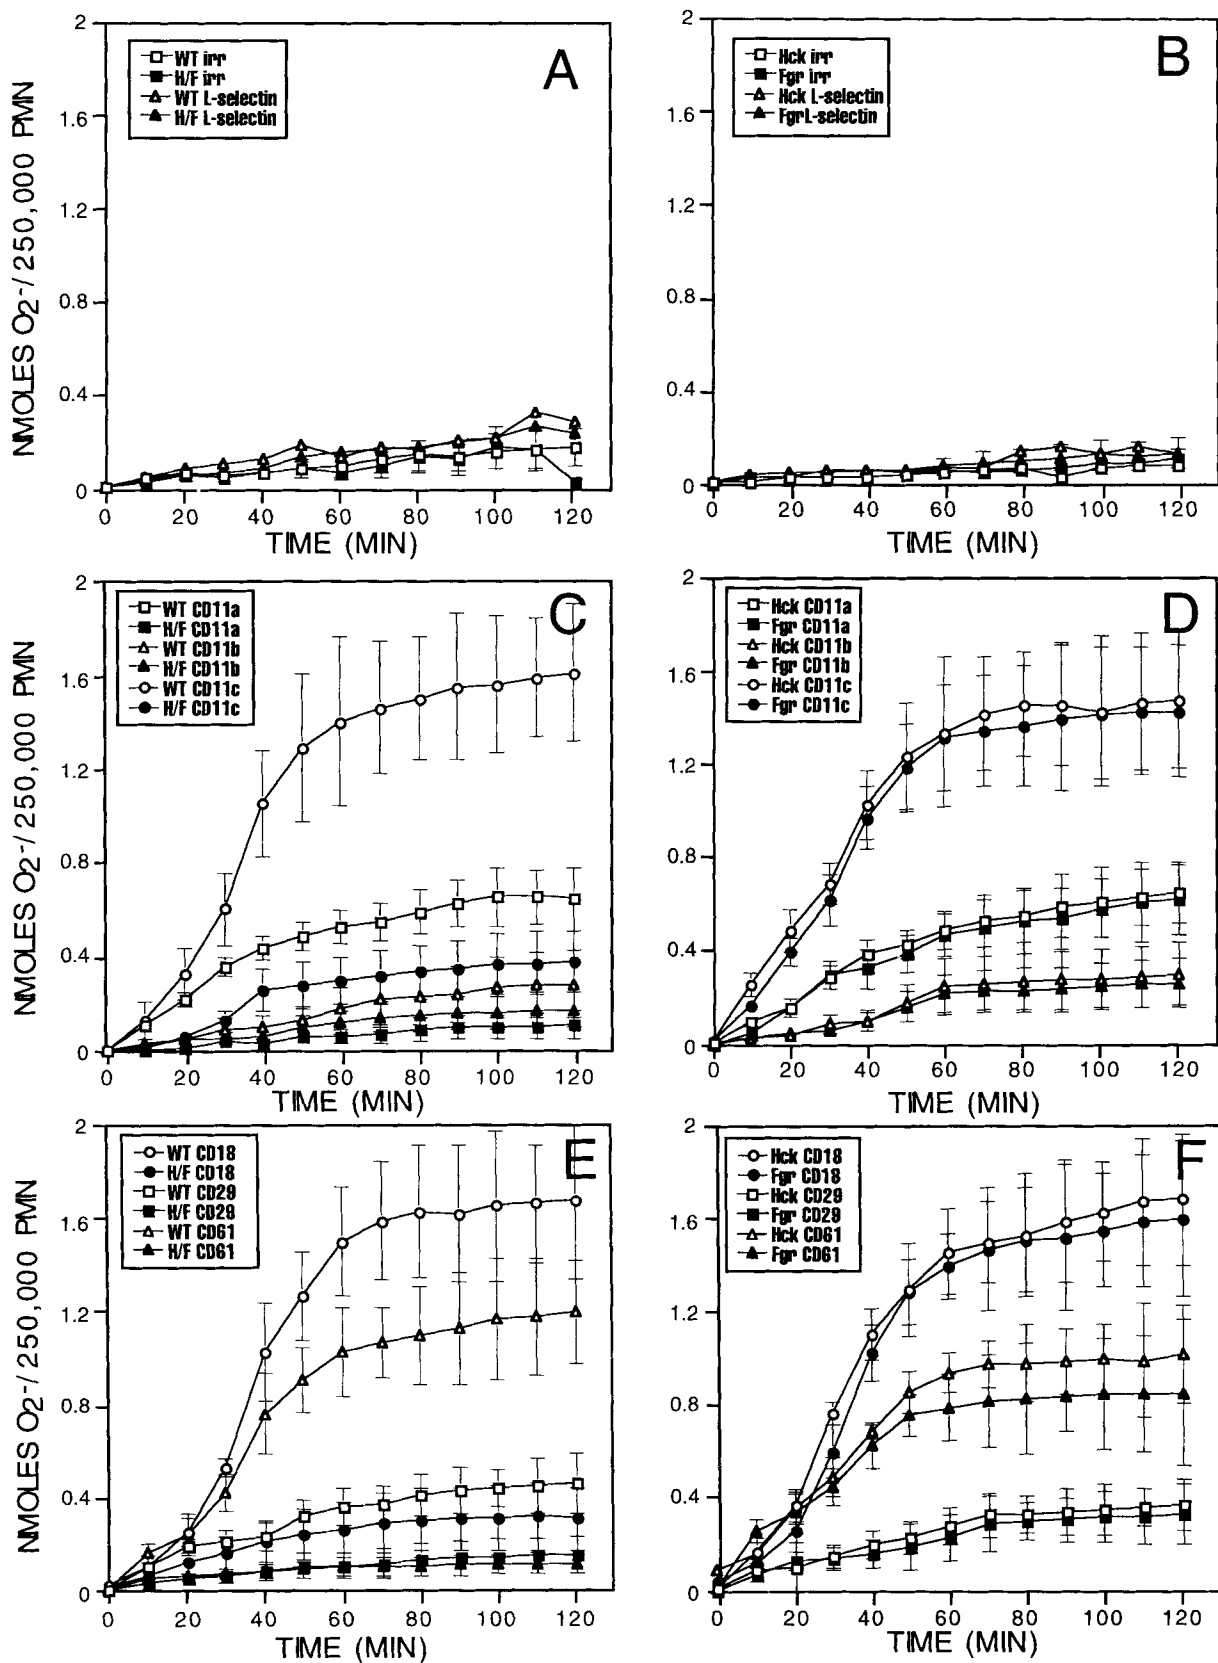 NMOLES O2-/250,000 PMN
2
1.6
1.2
0.8
0.4
0
WT irr
H/F irr
WT L-selectin
H/F L-selectin
A
0 20 40 60 80 100 120
TIME (MIN)
2
1.6
1.2
0.8
0.4
0
Hck irr
Fgr irr
Hck L-selectin
FgrL-selectin
B
0 20 40 60 80 100 120
TIME (MIN)
NMOLES O2-/250,000 PMN
2
1.6
1.2
0.8
0.4
0
WT CD11a
H/F CD11a
WT CD11b
H/F CD11b
WT CD11c
H/F CD11c
C
0 20 40 60 80 100 120
TIME (MIN)
2
1.6
1.2
0.8
0.4
0
Hck CD11a
Fgr CD11a
Hck CD11b
Fgr CD11b
Hck CD11c
Fgr CD11c
D
0 20 40 60 80 100 120
TIME (MIN)
NMOLES O2-/250,000 PMN
2
1.6
1.2
0.8
0.4
0
WT CD18
H/F CD18
WT CD29
H/F CD29
WT CD61
H/F CD61
E
0 20 40 60 80 100 120
TIME (MIN)
2
1.6
1.2
0.8
0.4
0
Hck CD18
Fgr CD18
Hck CD29
Fgr CD29
Hck CD61
Fgr CD61
F
0 20 40 60 80 100 120
TIME (MIN)